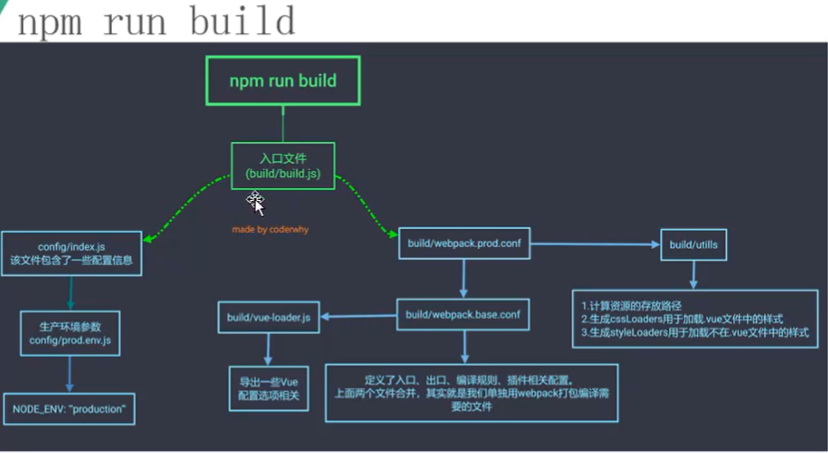 npm run build
npm run build
入口文件
(build/build.js)
made by coderwhy
config/index.js
该文件包含了一些配置信息
build/webpack.prod.conf
build/utills
生产环境参数
config/prod.env.js
build/vue-loader.js
build/webpack.base.conf
1.计算资源的存放路径
2.生成cssLoaders用于加载.vue文件中的样式
3.生成styleLoaders用于加载不在.vue文件中的样式
NODE_ENV: "production"
导出一些Vue
配置选项相关
定义了入口、出口、编译规则、插件相关配置。
上面两个文件合并，其实就是我们单独用webpack打包编译需
要的文件